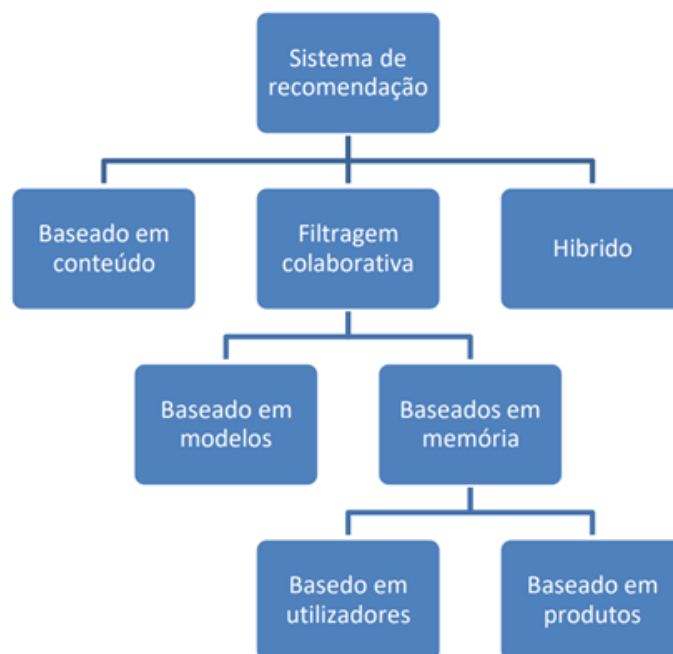 Sistema de
recomendação
Baseado em
conteúdo
Filtragem
colaborativa
Hibrido
Baseado em
modelos
Baseados em
memória
Basedo em
utilizadores
Baseado em
produtos